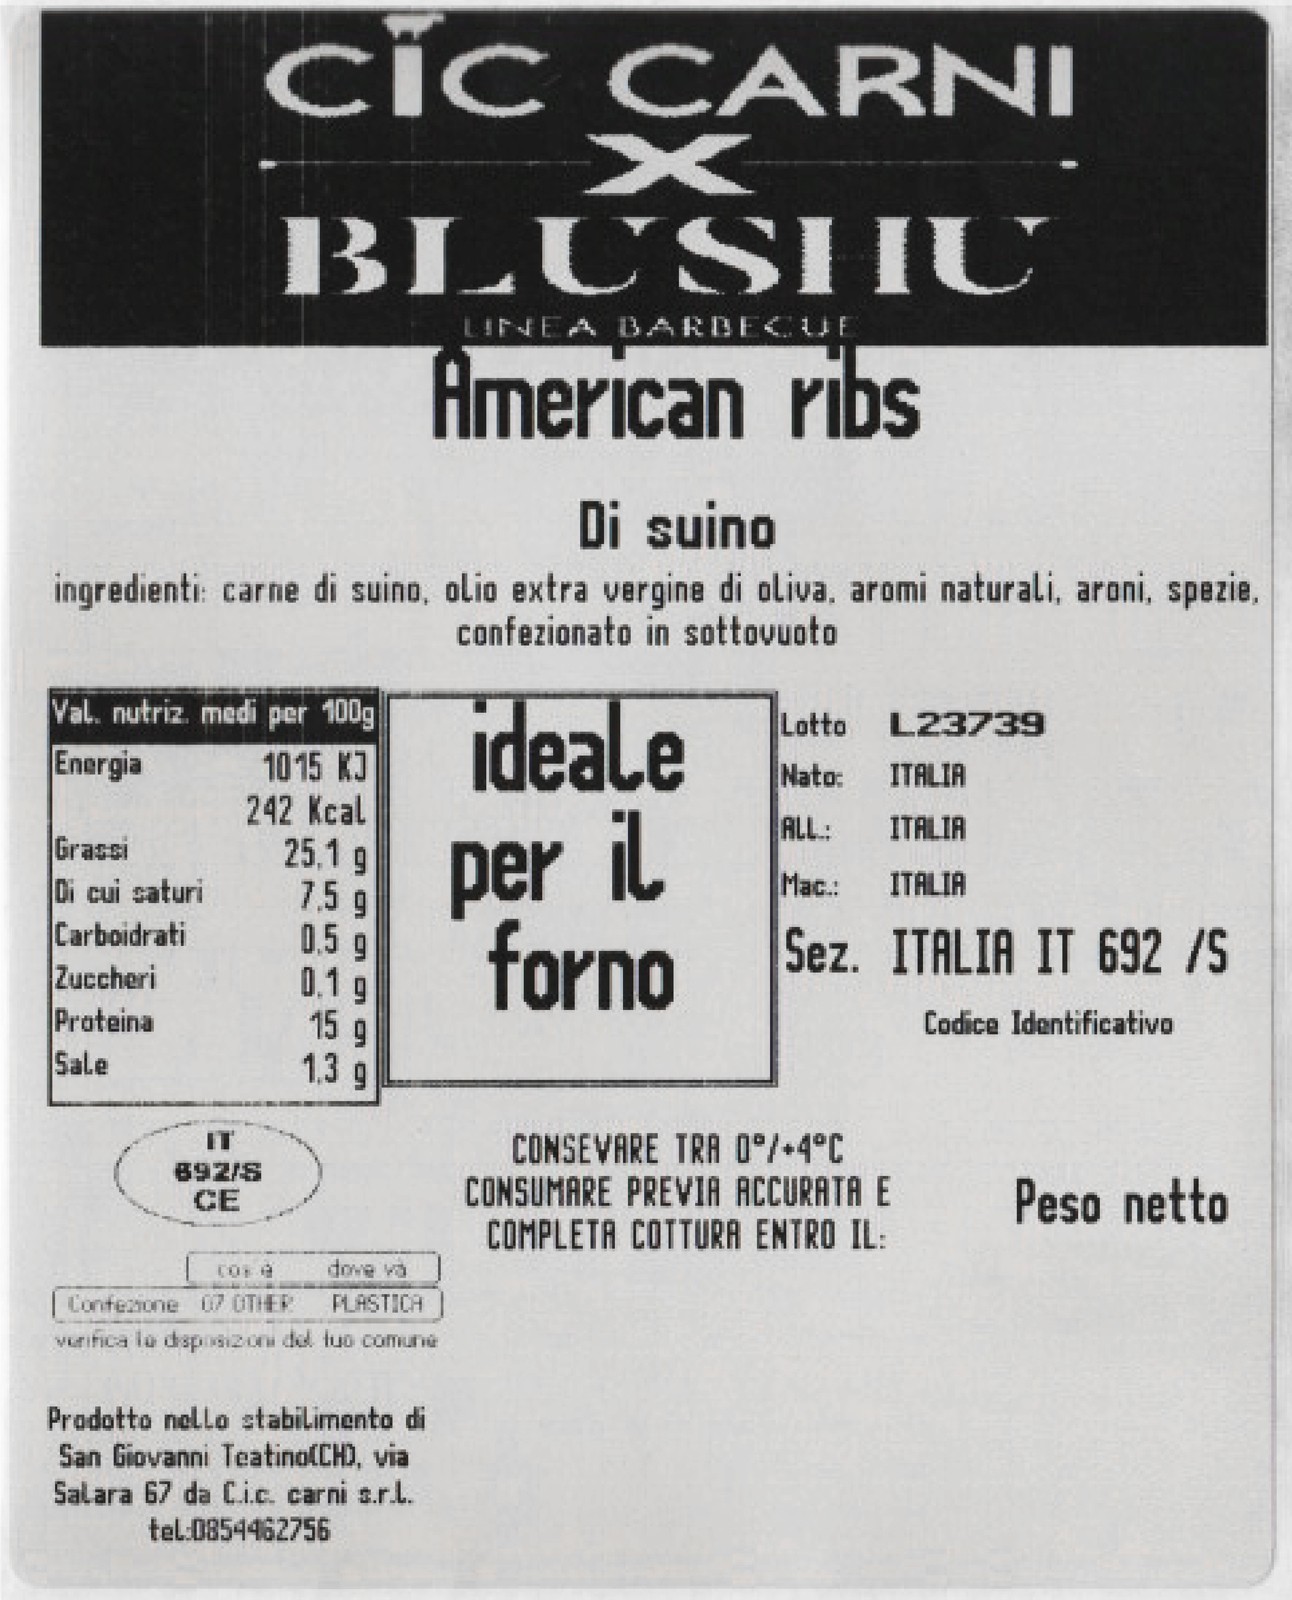 CIC CARNI
X
BLUSHU
LINEA BARBECUE
American ribs
Di suino
ingredienti: carne di suino, olio extra vergine di oliva, aromi naturali, aroni, spezie,
confezionato in sottovuoto
Val. nutriz. medi per 100g
Energia 1015 KJ
242 Kcal
Grassi 25,1 g
Di cui saturi 7,5 g
Carboidrati 0,5 g
Zuccheri 0,1 g
Proteina 15 g
Sale 1,3 g
ideale
per il
forno
Lotto L23739
Nato: ITALIA
All.: ITALIA
Mac.: ITALIA
Sez. ITALIA IT 692 /S
Codice Identificativo
IT
692/S
CE
CONSEVARE TRA 0°/+4°C
CONSUMARE PREVIA ACCURATA E
COMPLETA COTTURA ENTRO IL:
Peso netto
cos'è dove và
Confezione 07 OTHER PLASTICA
verifica le disposizioni del tuo comune
Prodotto nello stabilimento di
San Giovanni Teatino(CH), via
Salara 67 da C.i.c. carni s.r.l.
tel:0854462756